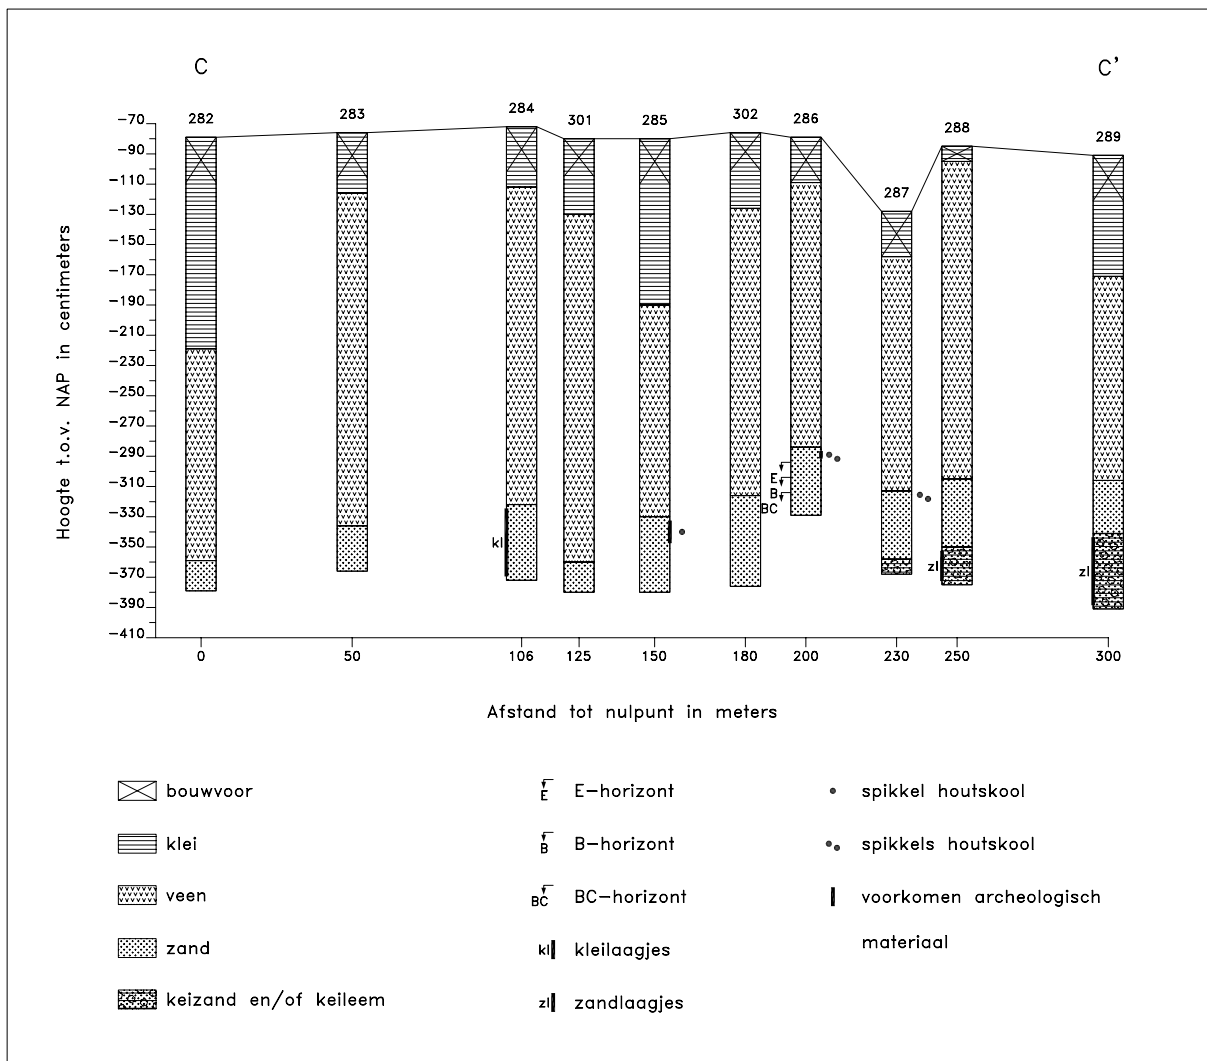 C C'
282 283 284 301 285 302 286 287 288 289
Hoogte t.o.v. NAP in centimeters
-70
-90
-110
-130
-150
-170
-190
-210
-230
-250
-270
-290
-310
-330
-350
-370
-390
-410
E
B
BC
kl
zl
zl
0 50 106 125 150 180 200 230 250 300
Afstand tot nulpunt in meters
bouwvoor
klei
veen
zand
keizand en/of keileem
E E-horizont
B B-horizont
BC BC-horizont
kl kleilaagjes
zl zandlaagjes
spikkel houtskool
spikkels houtskool
voorkomen archeologisch
materiaal